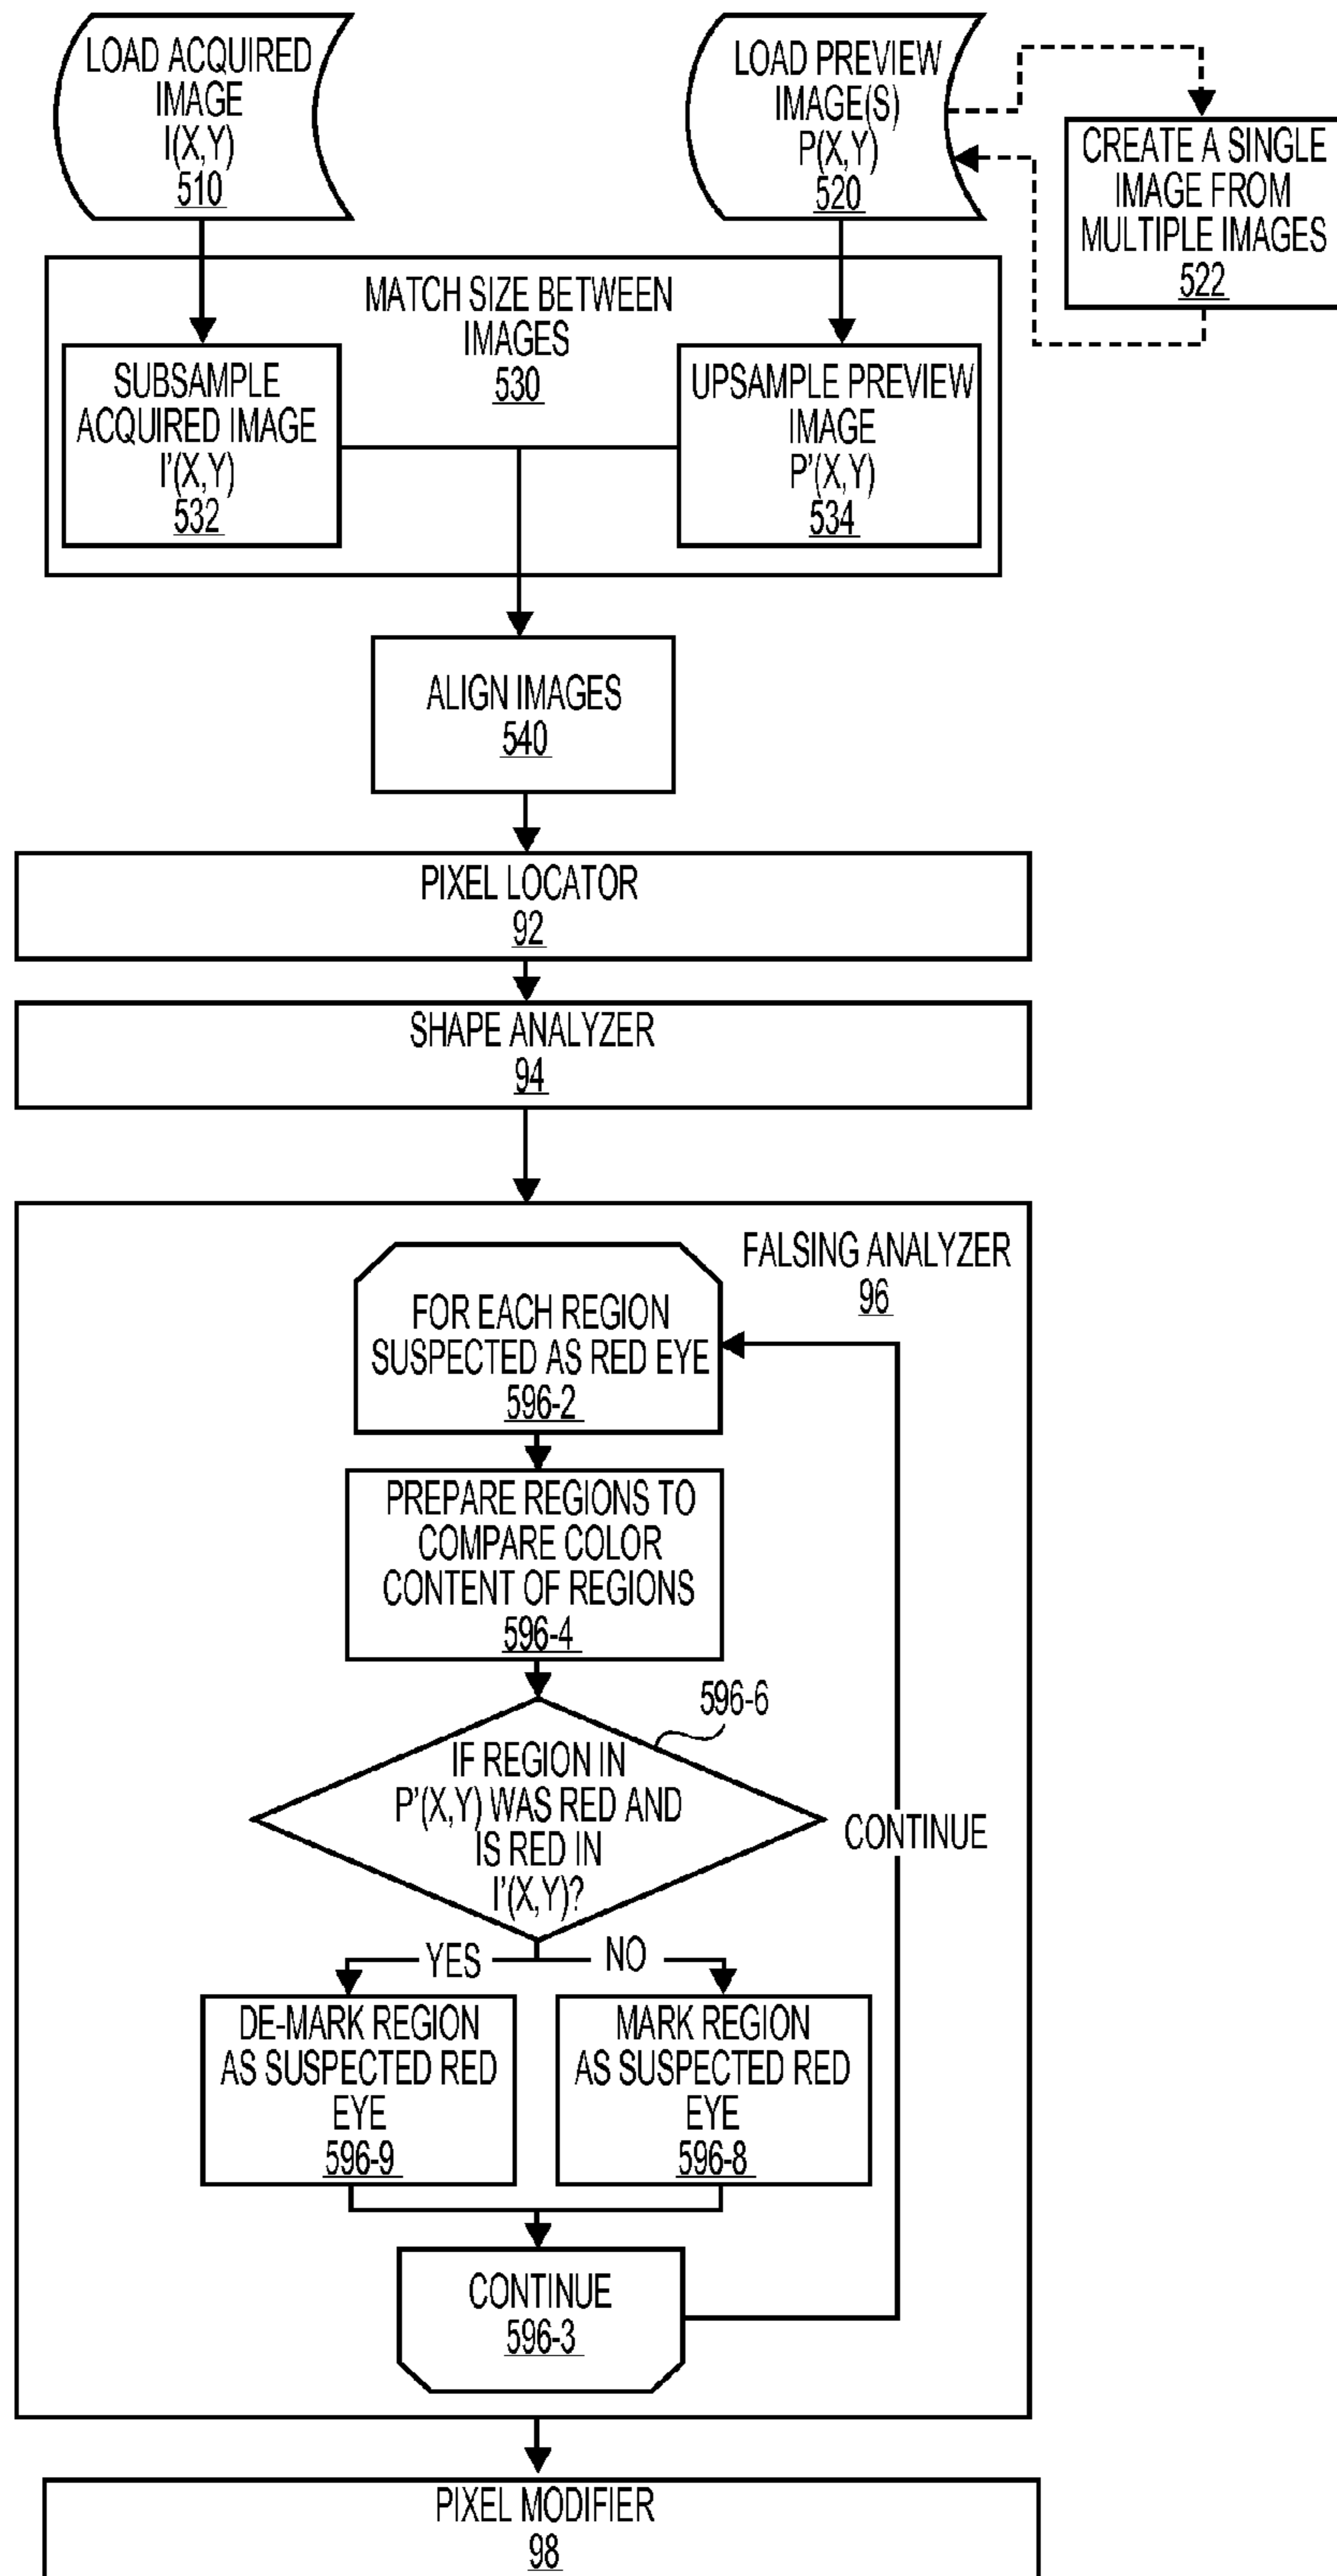 LOAD ACQUIRED
IMAGE
I(X,Y)
510
LOAD PREVIEW
IMAGE(S)
P(X,Y)
520
CREATE A SINGLE
IMAGE FROM
MULTIPLE IMAGES
522
MATCH SIZE BETWEEN
IMAGES
530
SUBSAMPLE
ACQUIRED IMAGE
I'(X,Y)
532
UPSAMPLE PREVIEW
IMAGE
P'(X,Y)
534
ALIGN IMAGES
540
PIXEL LOCATOR
92
SHAPE ANALYZER
94
FALSING ANALYZER
96
FOR EACH REGION
SUSPECTED AS RED EYE
596-2
PREPARE REGIONS TO
COMPARE COLOR
CONTENT OF REGIONS
596-4
596-6
IF REGION IN
P'(X,Y) WAS RED AND
IS RED IN
I'(X,Y)?
CONTINUE
YES
NO
DE-MARK REGION
AS SUSPECTED RED
EYE
596-9
MARK REGION
AS SUSPECTED RED
EYE
596-8
CONTINUE
596-3
PIXEL MODIFIER
98